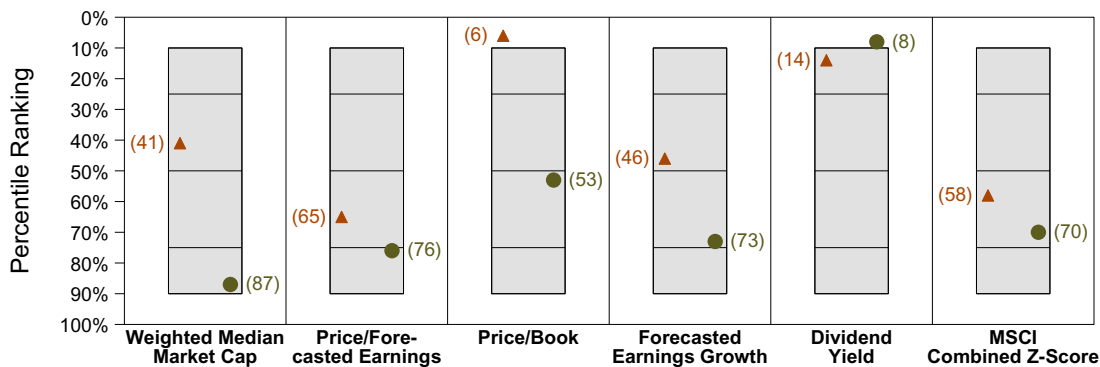 Percentile Ranking
0%
10%
20%
30%
40%
50%
60%
70%
80%
90%
100%
(41)
(87)
(65)
(76)
(6)
(53)
(46)
(73)
(14)
(8)
(58)
(70)
Weighted Median
Market Cap
Price/Fore-
casted Earnings
Price/Book
Forecasted
Earnings Growth
Dividend
Yield
MSCI
Combined Z-Score